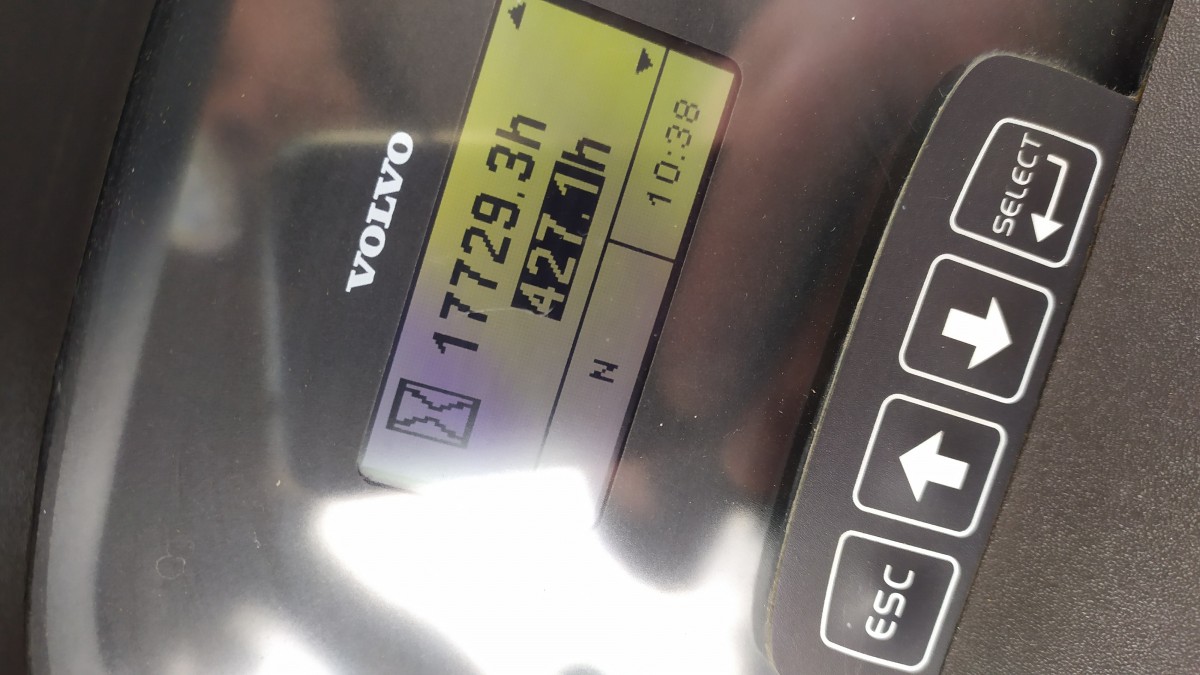 VOLVO
17729.3h
427.1h
N 10:38
ESC
SELECT